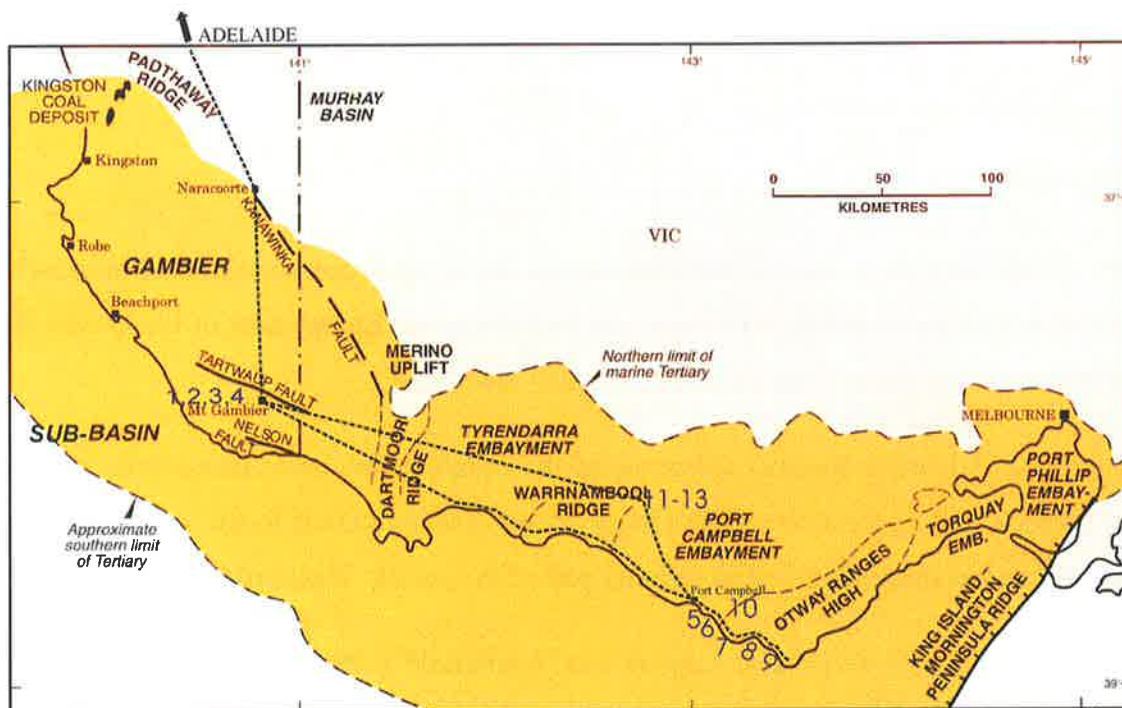 ADELAIDE
141°
143°
145°
PADTHAWAY
RIDGE
KINGSTON
COAL
DEPOSIT
MURHAY
BASIN
Kingston
0 50 100
KILOMETRES
Naracoorte
37°
KANAWINKA
FAULT
VIC
Robe
GAMBIER
Beachport
MERINO
UPLIFT
Northern limit of
marine Tertiary
TARTWAUP FAULT
1,2,3,4
Mt Gambier
MELBOURNE
NELSON
FAULT
SUB-BASIN
TYRENDARRA
EMBAYMENT
DARTMOOR
RIDGE
PORT
PHILLIP
EMBAY-
MENT
WARRNAMBOOL
RIDGE
11-13
Approximate
southern limit
of Tertiary
PORT
CAMPBELL
EMBAYMENT
TORQUAY
EMB.
OTWAY RANGES
HIGH
Port Campbell
10
56
7
8
9
KING ISLAND-
MORNINGTON
PENINSULA RIDGE
39°